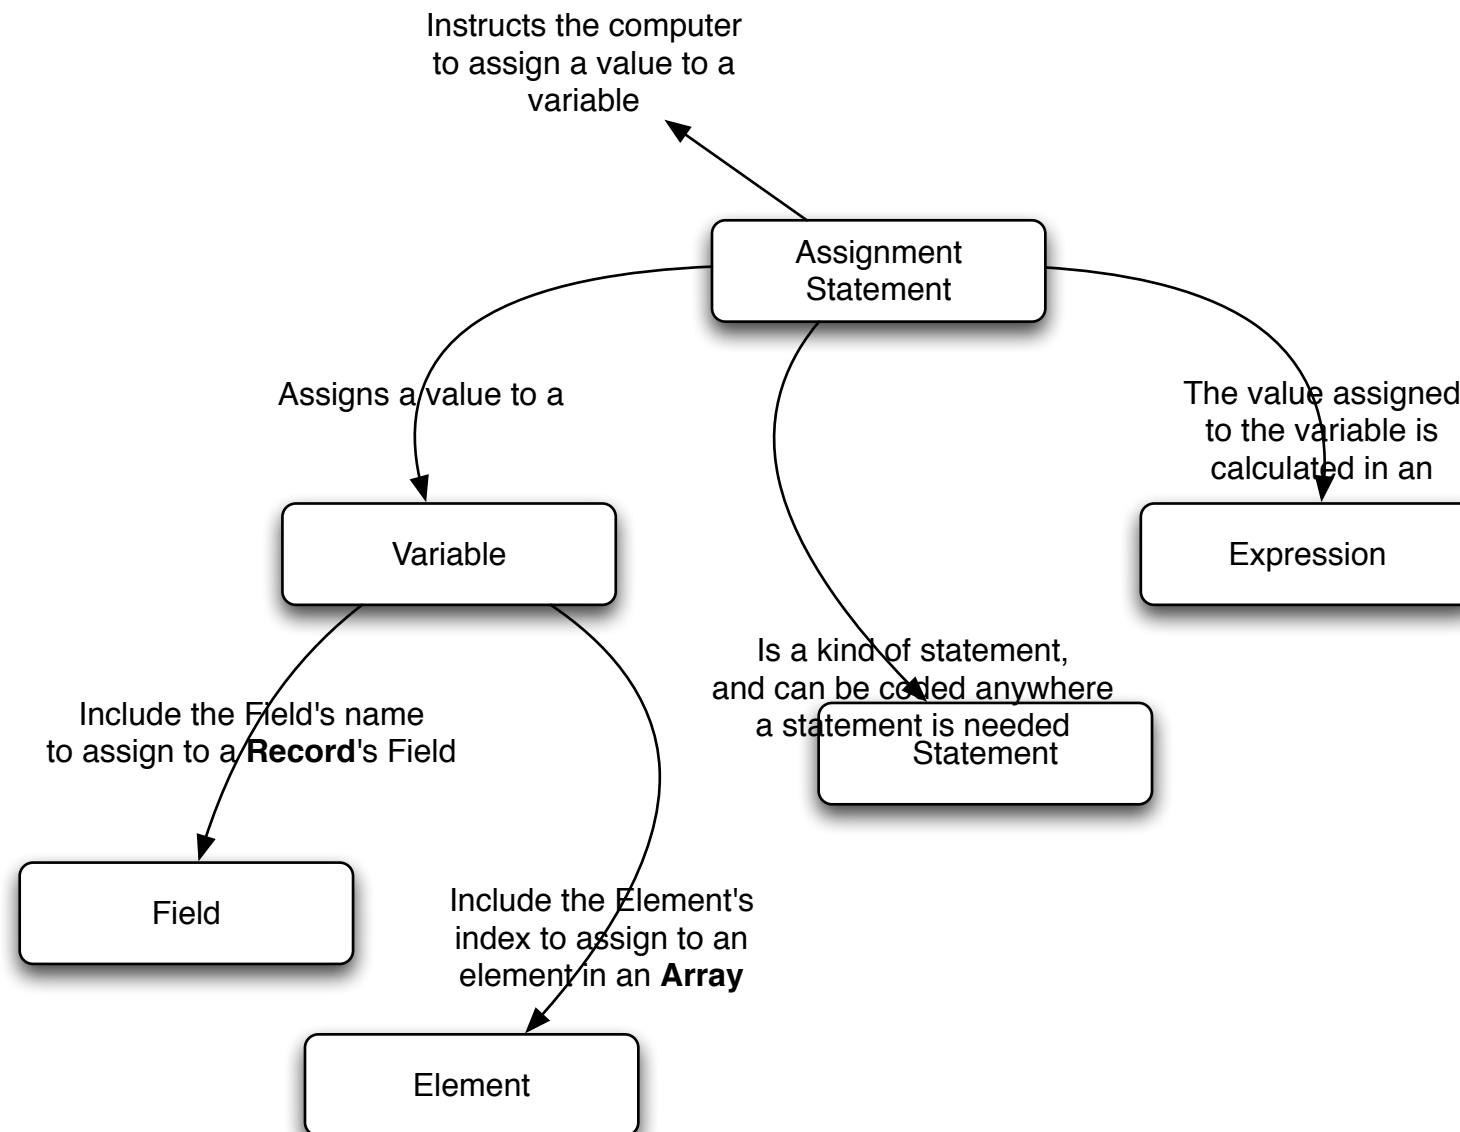 Instructs the computer
to assign a value to a
variable
Assignment
Statement
Assigns a value to a
The value assigned
to the variable is
calculated in an
Variable
Expression
Is a kind of statement,
and can be coded anywhere
a statement is needed
Statement
Include the Field's name
to assign to a Record's Field
Field
Include the Element's
index to assign to an
element in an Array
Element